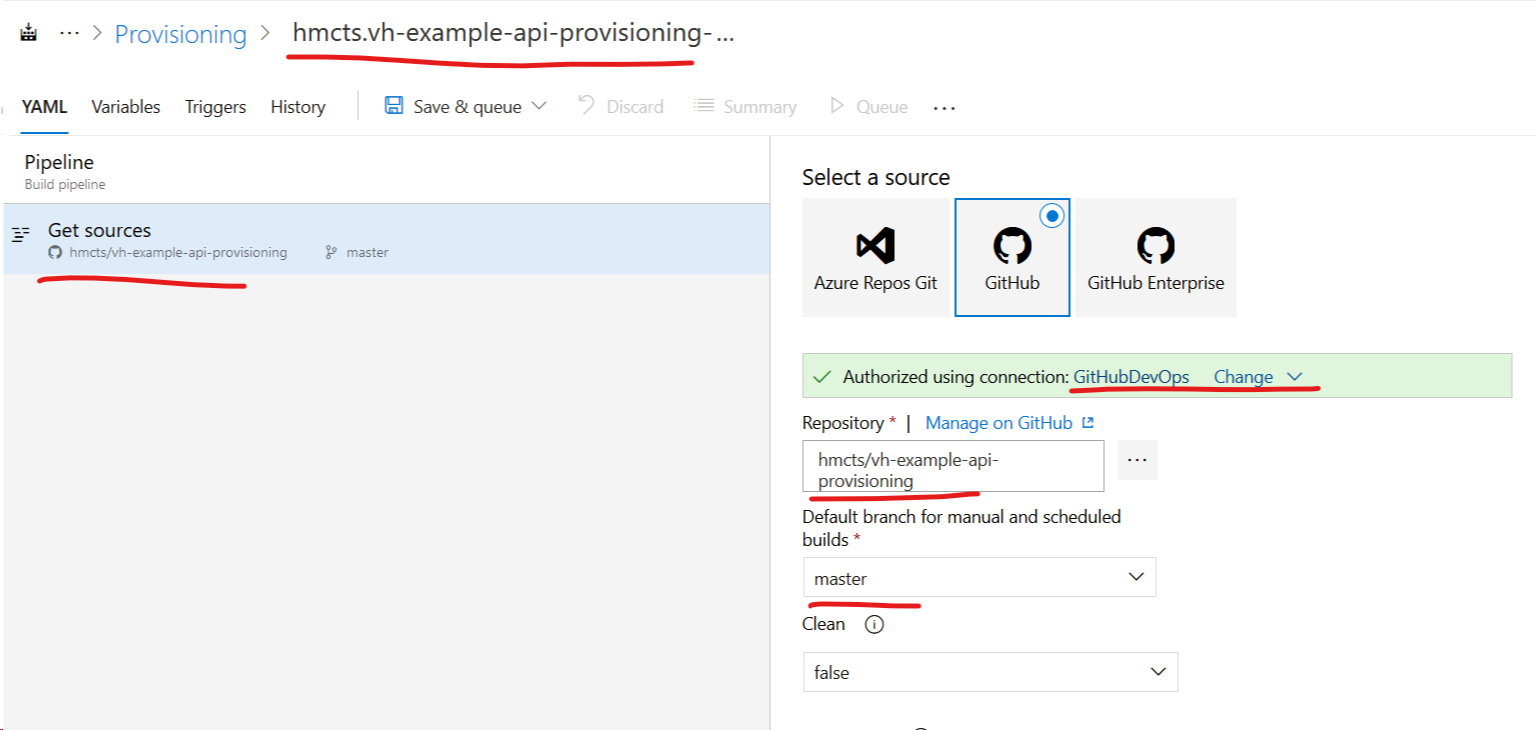 ··· > Provisioning > hmcts.vh-example-api-provisioning- ...
YAML Variables Triggers History Save & queue Discard Summary Queue ...
Pipeline
Build pipeline
Get sources
hmcts/vh-example-api-provisioning master
Select a source
Azure Repos Git GitHub GitHub Enterprise
Authorized using connection: GitHubDevOps Change
Repository * | Manage on GitHub
hmcts/vh-example-api-
provisioning
...
Default branch for manual and scheduled
builds *
master
Clean
false